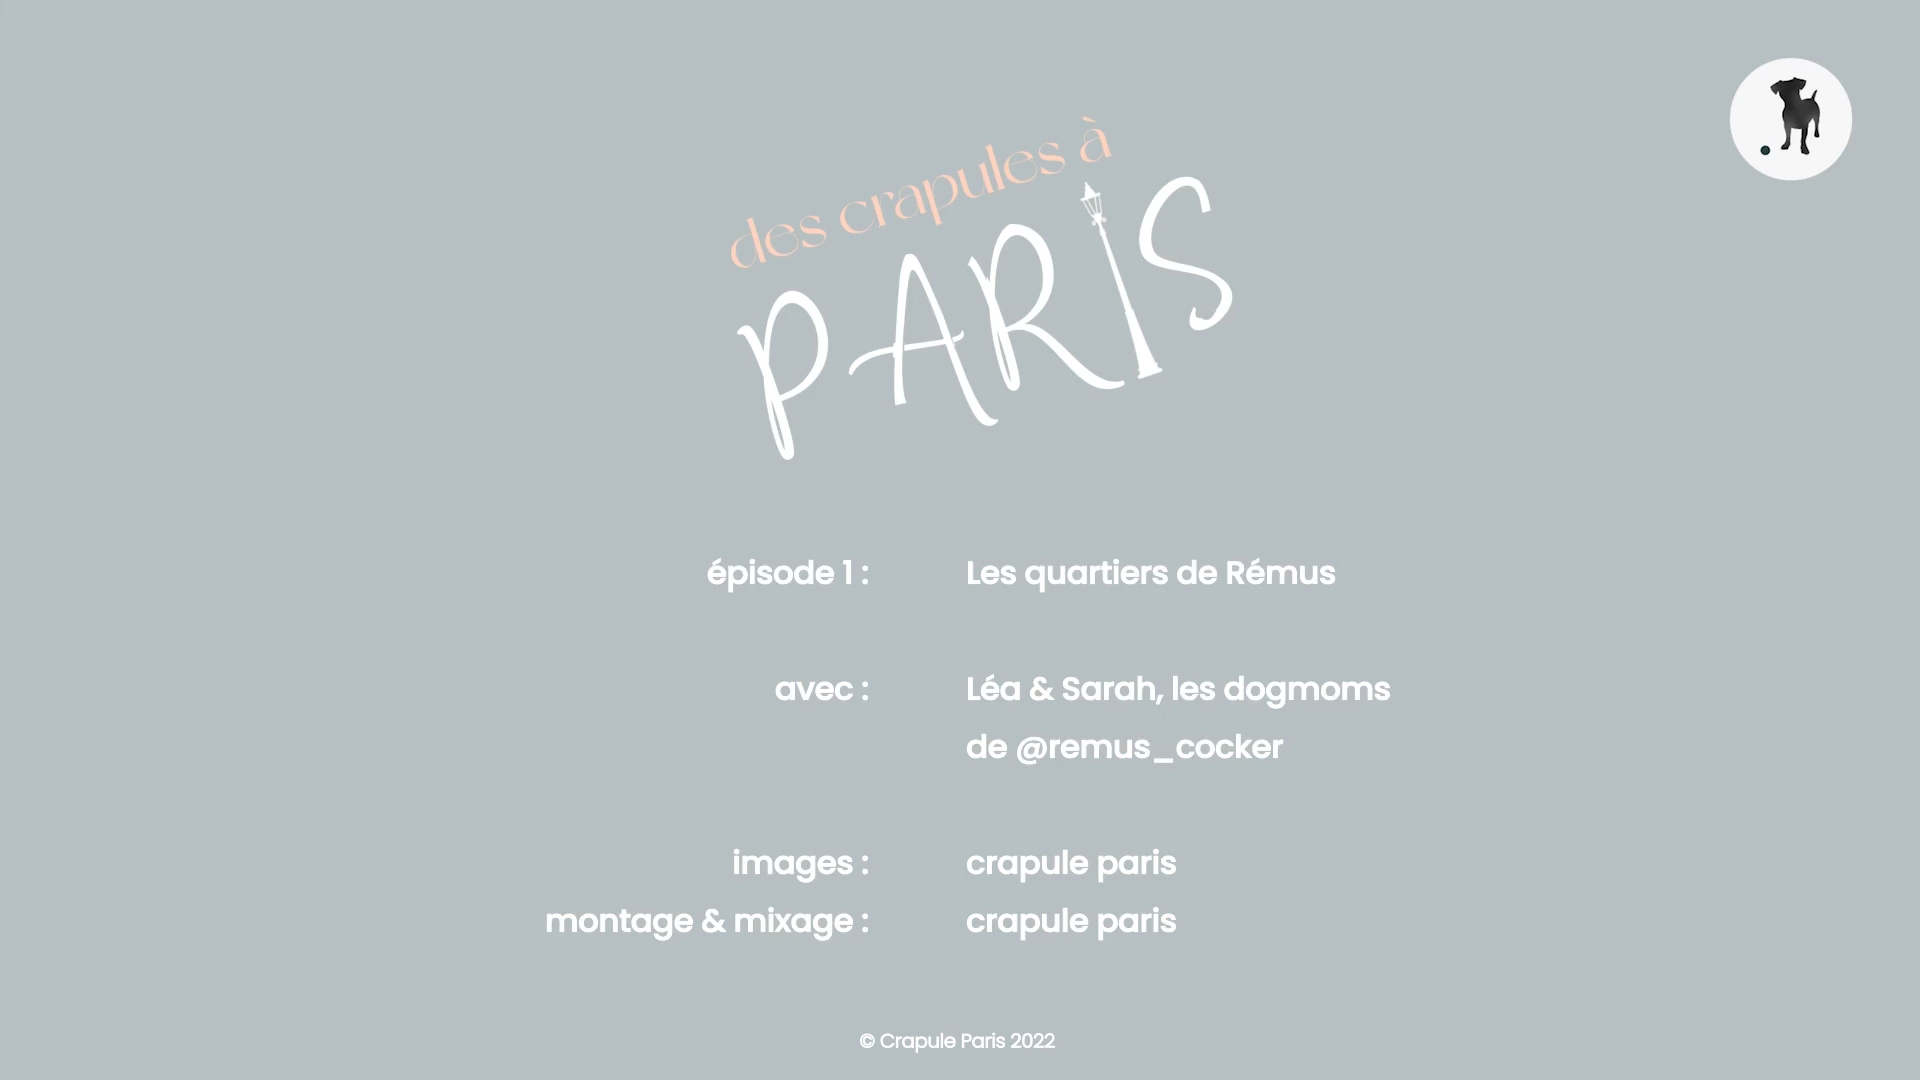 des crapules à
PARIS
épisode 1 : Les quartiers de Rémus
avec : Léa & Sarah, les dogmoms
de @remus_cocker
images : crapule paris
montage & mixage : crapule paris
© Crapule Paris 2022